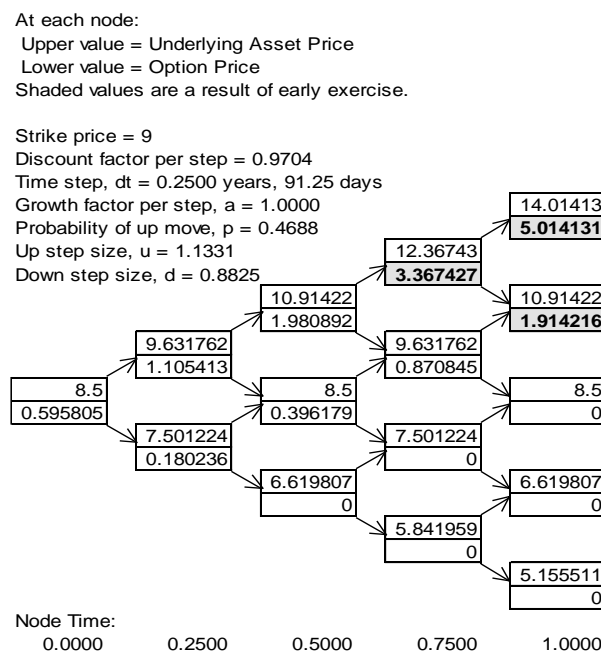 At each node:
Upper value = Underlying Asset Price
Lower value = Option Price
Shaded values are a result of early exercise.
Strike price = 9
Discount factor per step = 0.9704
Time step, dt = 0.2500 years, 91.25 days
Growth factor per step, a = 1.0000
Probability of up move, p = 0.4688
Up step size, u = 1.1331
Down step size, d = 0.8825
14.01413
5.014131
12.36743
3.367427
10.91422
1.980892
10.91422
1.914216
9.631762
1.105413
9.631762
0.870845
8.5
0.595805
8.5
0.396179
8.5
0
7.501224
0.180236
7.501224
0
6.619807
0
6.619807
0
5.841959
0
5.155511
0
Node Time:
0.0000 0.2500 0.5000 0.7500 1.0000